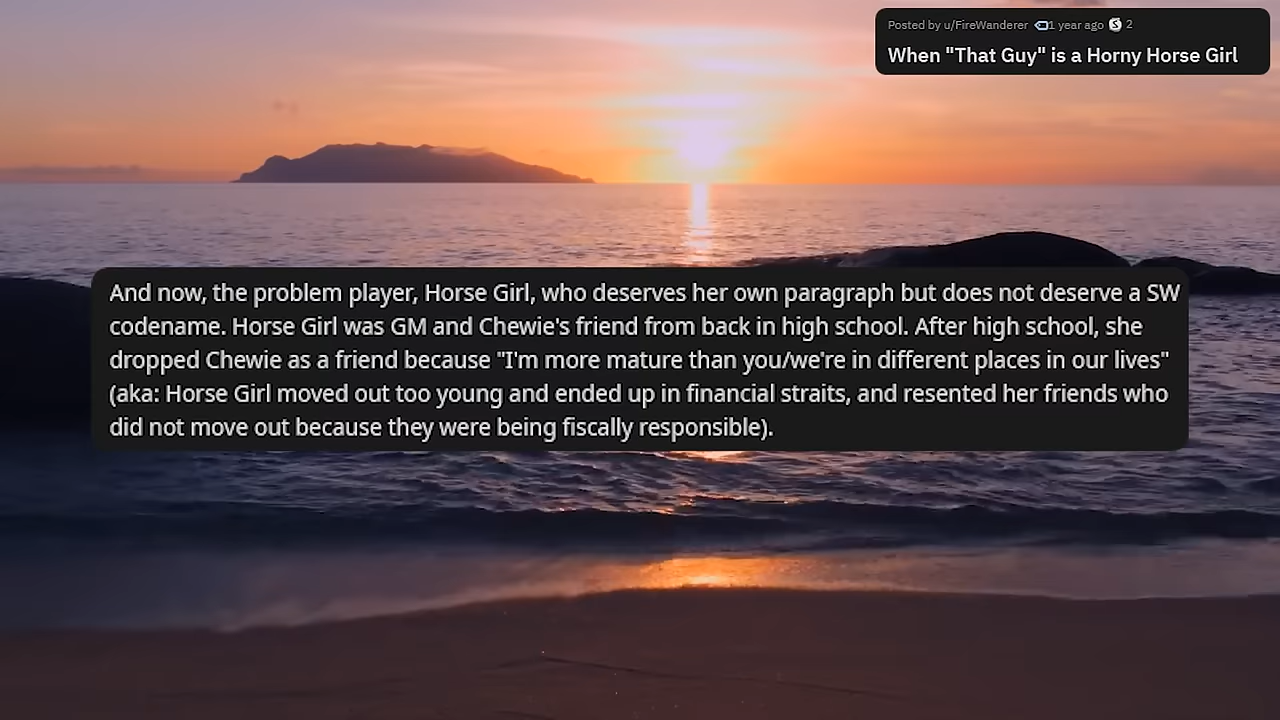 Posted by u/FireWanderer 1 year ago S 2
When "That Guy" is a Horny Horse Girl
And now, the problem player, Horse Girl, who deserves her own paragraph but does not deserve a SW
codename. Horse Girl was GM and Chewie's friend from back in high school. After high school, she
dropped Chewie as a friend because "I'm more mature than you/we're in different places in our lives"
(aka: Horse Girl moved out too young and ended up in financial straits, and resented her friends who
did not move out because they were being fiscally responsible).